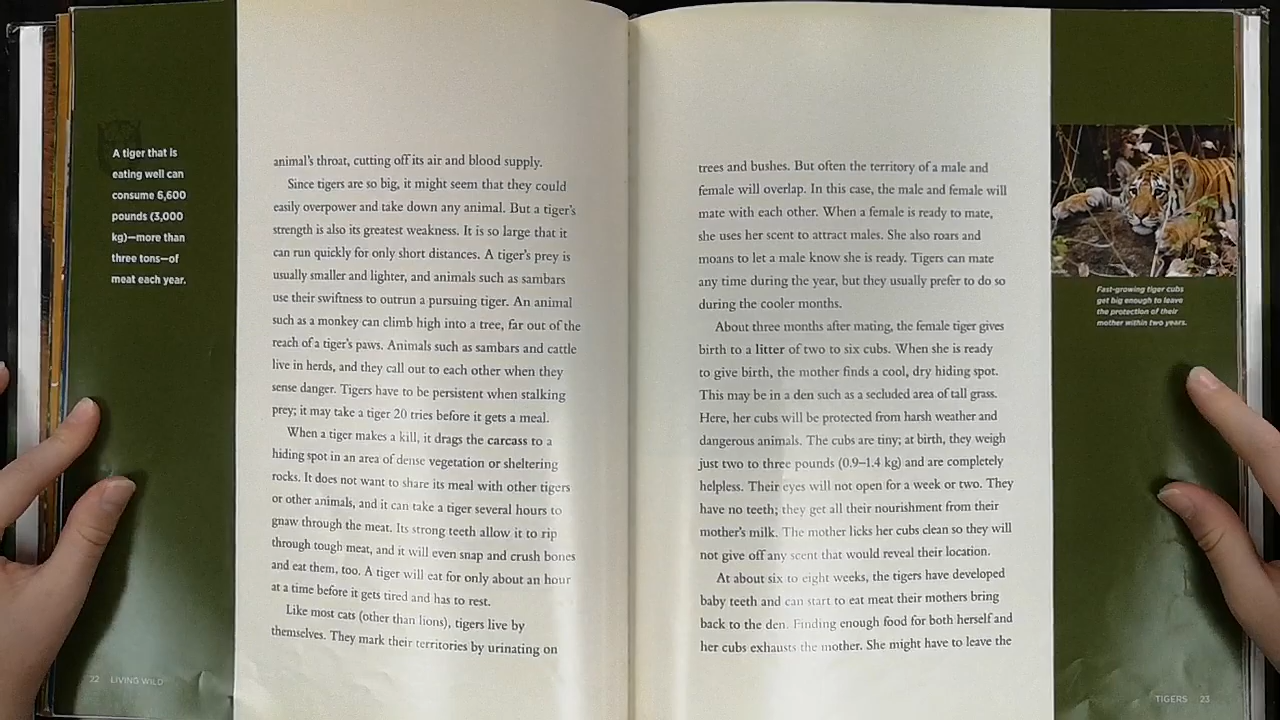 A tiger that is
eating well can
consume 6,600
pounds (3,000
kg)—more than
three tons—of
meat each year.
animal's throat, cutting off its air and blood supply.
Since tigers are so big, it might seem that they could
easily overpower and take down any animal. But a tiger's
strength is also its greatest weakness. It is so large that it
can run quickly for only short distances. A tiger's prey is
usually smaller and lighter, and animals such as sambars
use their swiftness to outrun a pursuing tiger. An animal
such as a monkey can climb high into a tree, far out of the
reach of a tiger's paws. Animals such as sambars and cattle
live in herds, and they call out to each other when they
sense danger. Tigers have to be persistent when stalking
prey; it may take a tiger 20 tries before it gets a meal.
When a tiger makes a kill, it drags the carcass to a
hiding spot in an area of dense vegetation or sheltering
rocks. It does not want to share its meal with other tigers
or other animals, and it can take a tiger several hours to
gnaw through the meat. Its strong teeth allow it to rip
through tough meat, and it will even snap and crush bones
and eat them, too. A tiger will eat for only about an hour
at a time before it gets tired and has to rest.
Like most cats (other than lions), tigers live by
themselves. They mark their territories by urinating on
22 LIVING WILD
trees and bushes. But often the territory of a male and
female will overlap. In this case, the male and female will
mate with each other. When a female is ready to mate,
she uses her scent to attract males. She also roars and
moans to let a male know she is ready. Tigers can mate
any time during the year, but they usually prefer to do so
during the cooler months.
About three months after mating, the female tiger gives
birth to a litter of two to six cubs. When she is ready
to give birth, the mother finds a cool, dry hiding spot.
This may be in a den such as a secluded area of tall grass.
Here, her cubs will be protected from harsh weather and
dangerous animals. The cubs are tiny; at birth, they weigh
just two to three pounds (0.9–1.4 kg) and are completely
helpless. Their eyes will not open for a week or two. They
have no teeth; they get all their nourishment from their
mother's milk. The mother licks her cubs clean so they will
not give off any scent that would reveal their location.
At about six to eight weeks, the tigers have developed
baby teeth and can start to eat meat their mothers bring
back to the den. Finding enough food for both herself and
her cubs exhausts the mother. She might have to leave the
Fast-growing tiger cubs
get big enough to leave
the protection of their
mother within two years.
TIGERS 23